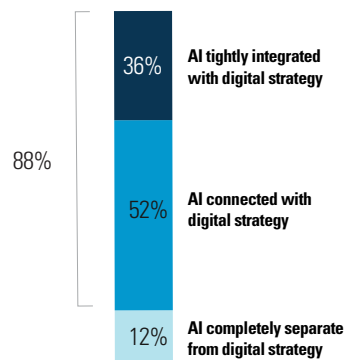 36%
AI tightly integrated
with digital strategy
88%
52%
AI connected with
digital strategy
12%
AI completely separate
from digital strategy